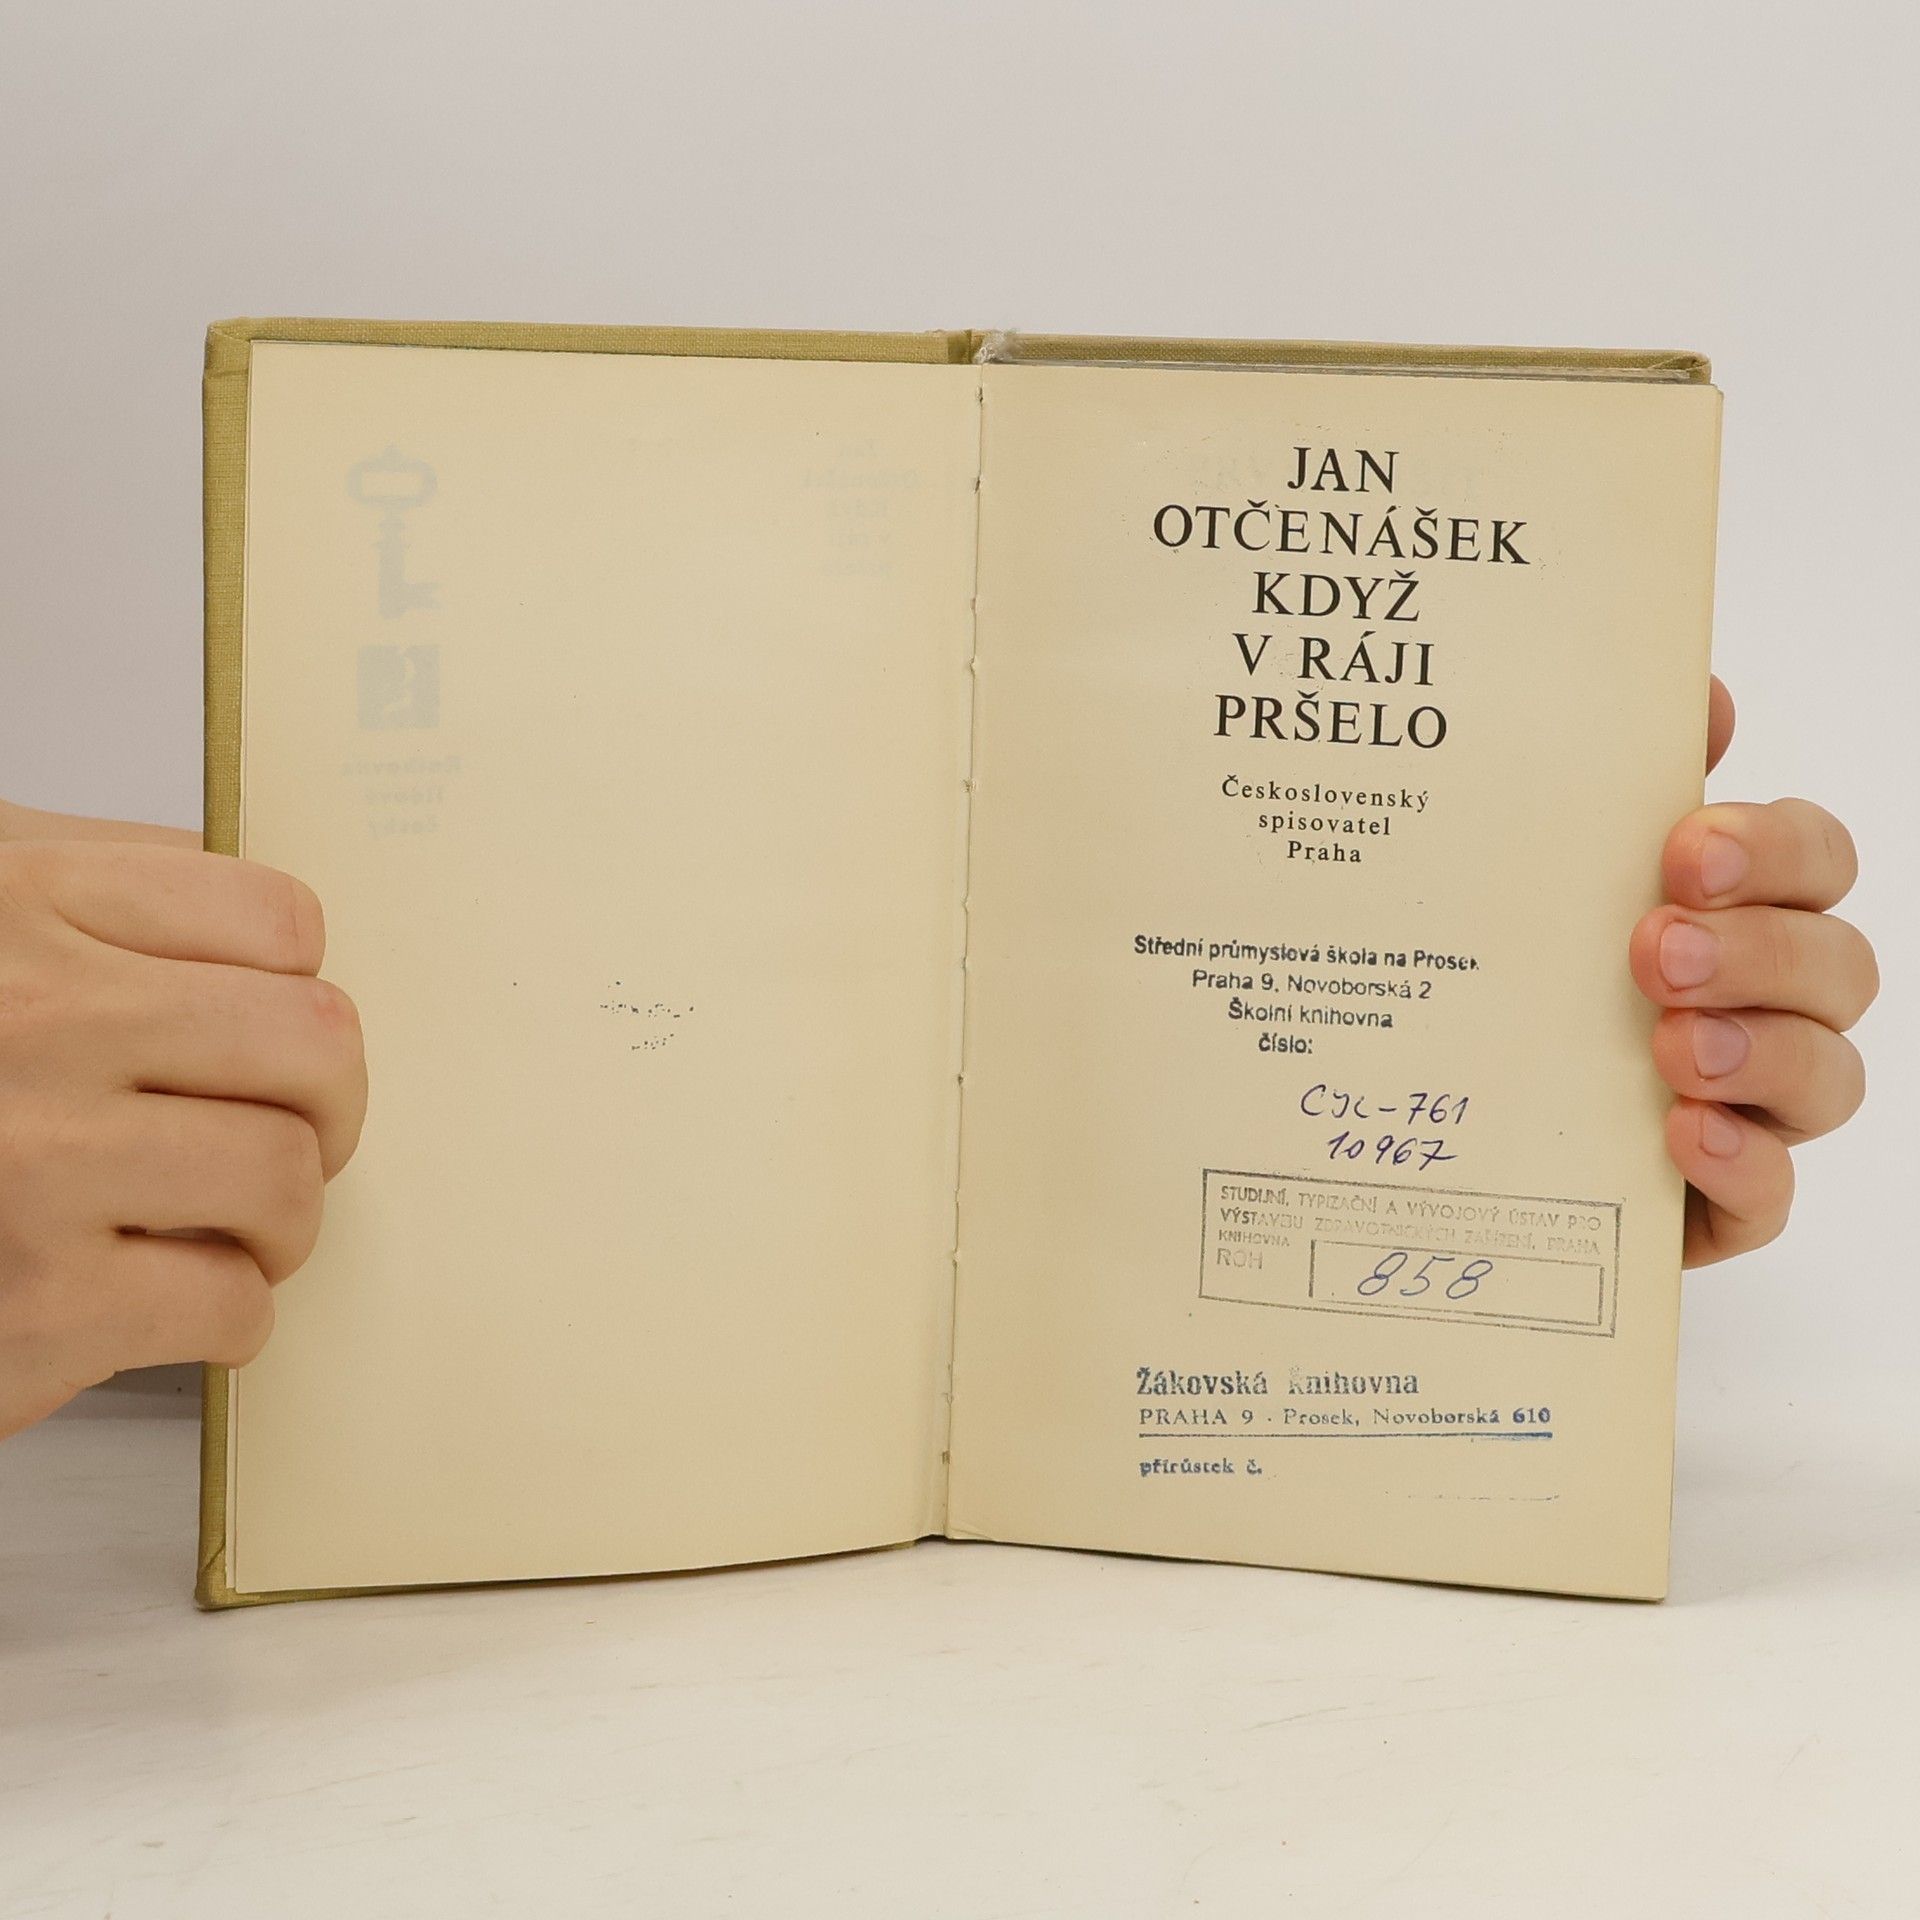 JAN
OTČENÁŠEK
KDYŽ
V RÁJI
PRŠELO
Československý
spisovatel
Praha
Střední průmyslová škola na Prosek
Praha 9, Novoborská 2
Školní knihovna
číslo:
10967
STUDIJNÍ, TYPIZAČNÍ A VÝVOJOVÝ ÚSTAV PRO
VÝSTAVBU ZDRAVOTNICKÝCH ZAŘÍZENÍ, PRAHA
KNIHOVNA
ROH
858
Žákovská knihovna
PRAHA 9 · Prosek, Novoborská 610
přírůstek č.